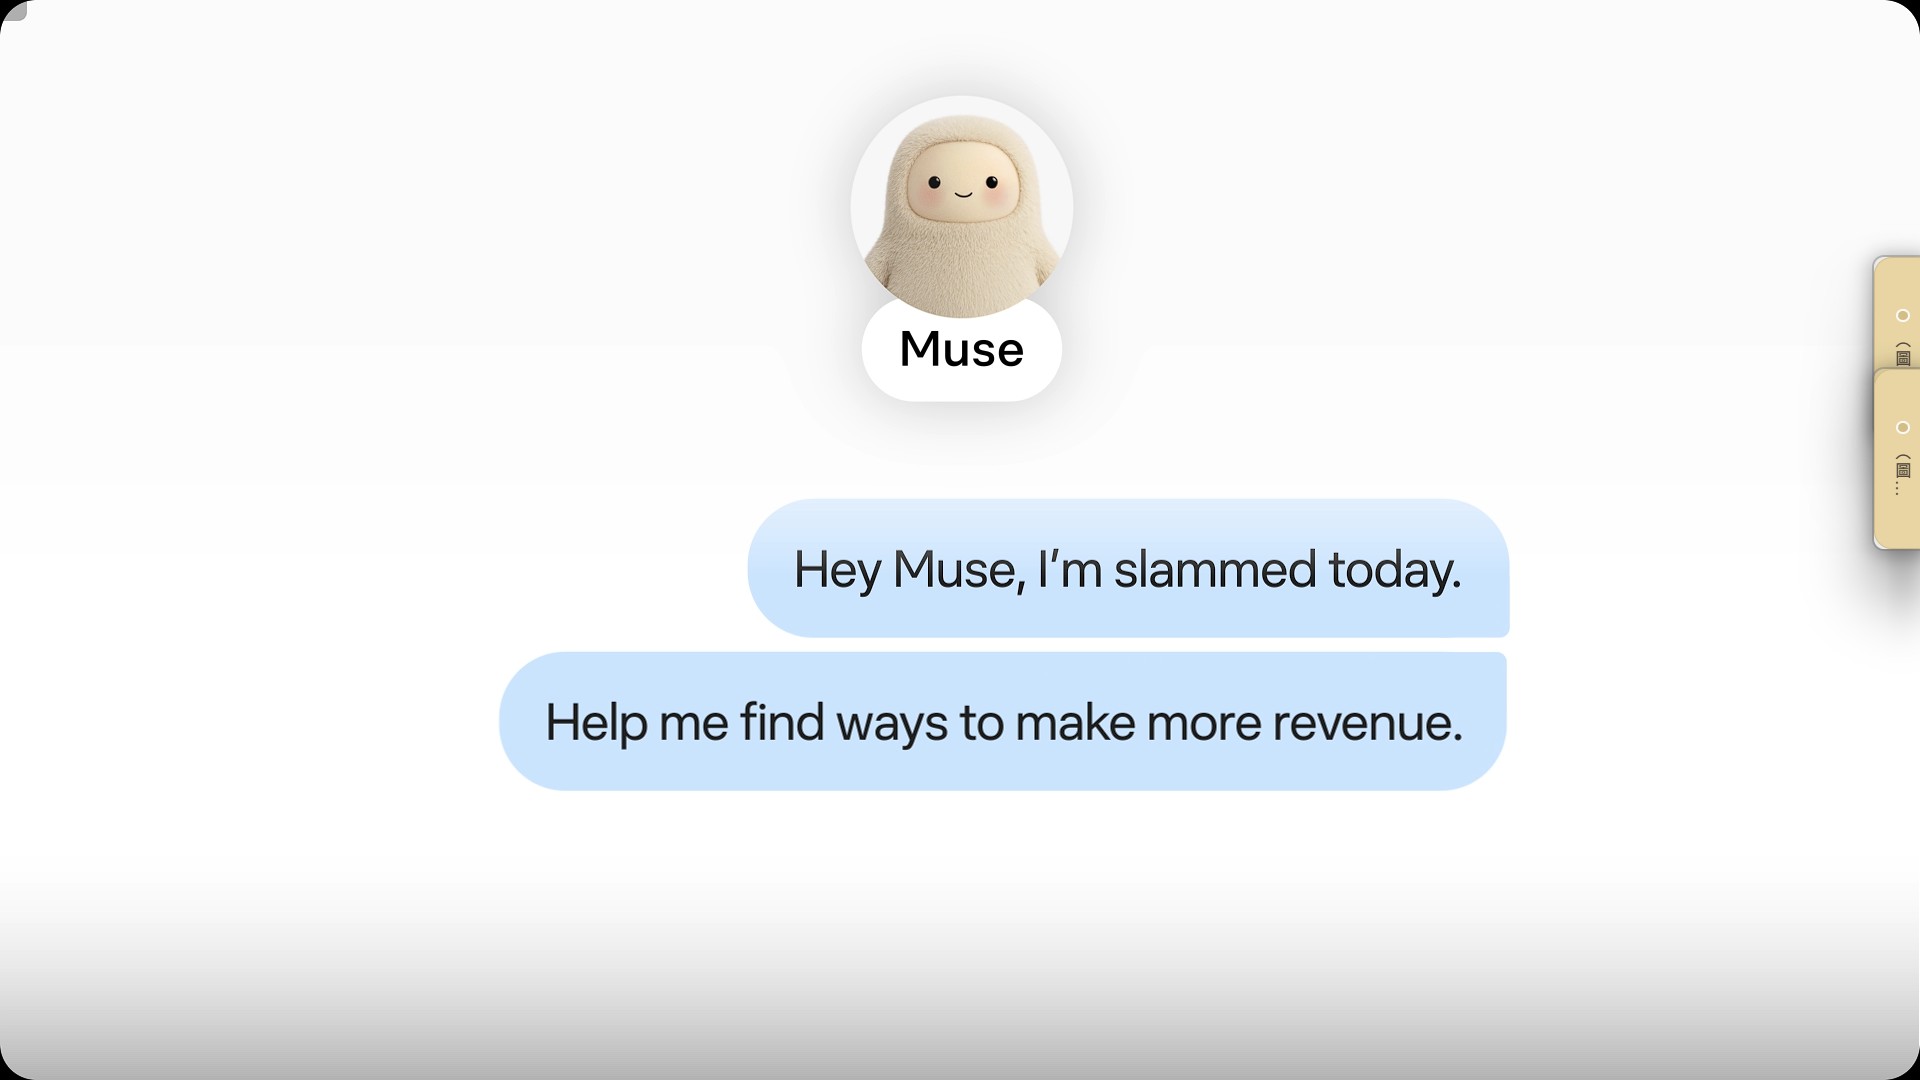 Muse
Hey Muse, I’m slammed today.
Help me find ways to make more revenue.